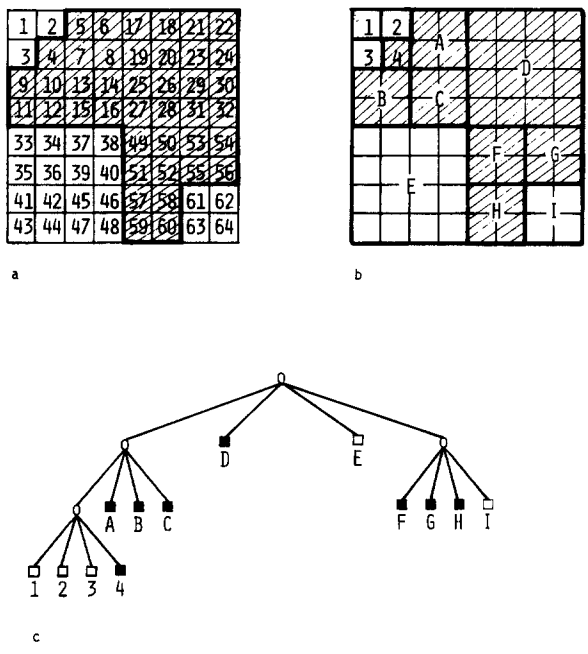 1 2 5 6 17 18 21 22
3 4 7 8 19 20 23 24
9 10 13 14 25 26 29 30
11 12 15 16 27 28 31 32
33 34 37 38 49 50 53 54
35 36 39 40 51 52 55 56
41 42 45 46 57 58 61 62
43 44 47 48 59 60 63 64
a
1 2
A
3 4
D
B C
F G
E
H I
b
D E
A B C F G H I
1 2 3 4
c